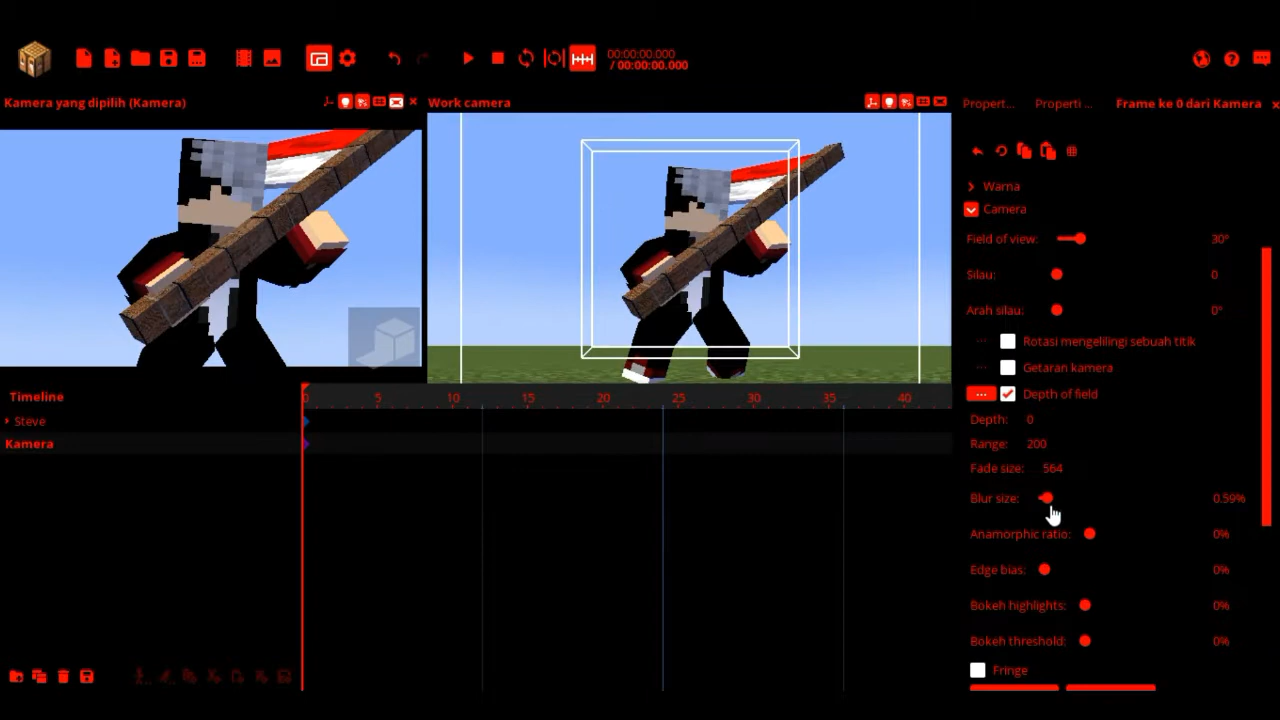 00:00:00.000
/ 00:00:00.000
Kamera yang dipilih (Kamera)
Work camera
Propert... Properti ... Frame ke 0 dari Kamera
Warna
Camera
Field of view: 30°
Silau: 0
Arah silau: 0°
Rotasi mengelilingi sebuah titik
Getaran kamera
Depth of field
Depth: 0
Range: 200
Fade size: 564
Blur size: 0.59%
Anamorphic ratio: 0%
Edge bias: 0%
Bokeh highlights: 0%
Bokeh threshold: 0%
Fringe
Timeline
0 5 10 15 20 25 30 35 40
Steve
Kamera